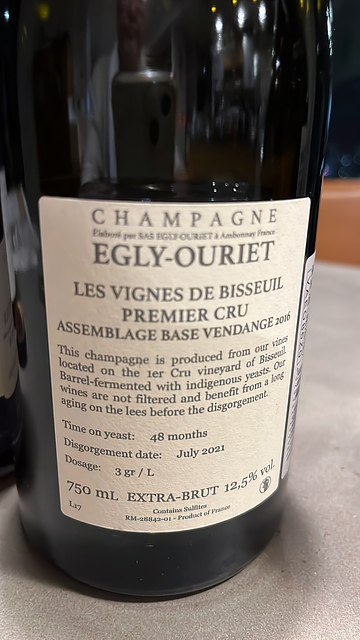 CHAMPAGNE
Élaboré par SAS EGLY-OURIET à Ambonnay France
EGLY-OURIET
LES VIGNES DE BISSEUIL
PREMIER CRU
ASSEMBLAGE BASE VENDANGE 2016
This champagne is produced from our vines
located on the 1er Cru vineyard of Bisseuil.
Barrel-fermented with indigenous yeasts. Our
wines are not filtered and benefit from a long
aging on the lees before the disgorgement.
Time on yeast: 48 months
Disgorgement date: July 2021
Dosage: 3 gr / L
750 mL EXTRA-BRUT 12,5% vol.
Contains Sulfites
L17
RM-28842-01 - Product of France